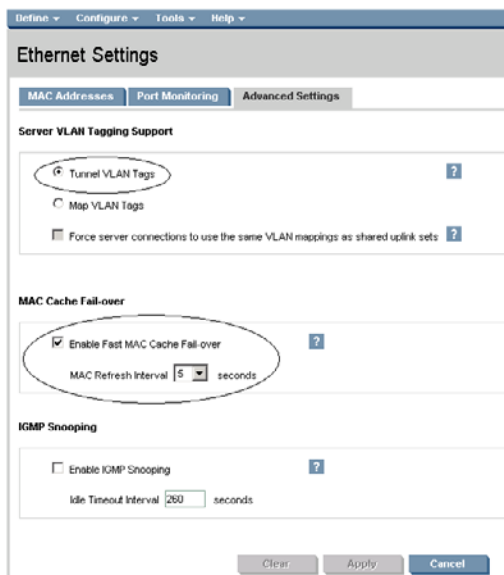 Define Configure Tools Help
Ethernet Settings
MAC Addresses Port Monitoring Advanced Settings
Server VLAN Tagging Support
Tunnel VLAN Tags ?
Map VLAN Tags
Force server connections to use the same VLAN mappings as shared uplink sets ?
MAC Cache Fail-over
Enable Fast MAC Cache Fail-over ?
MAC Refresh Interval 5 seconds
IGMP Snooping
Enable IGMP Snooping ?
Idle Timeout Interval 260 seconds
Clear Apply Cancel